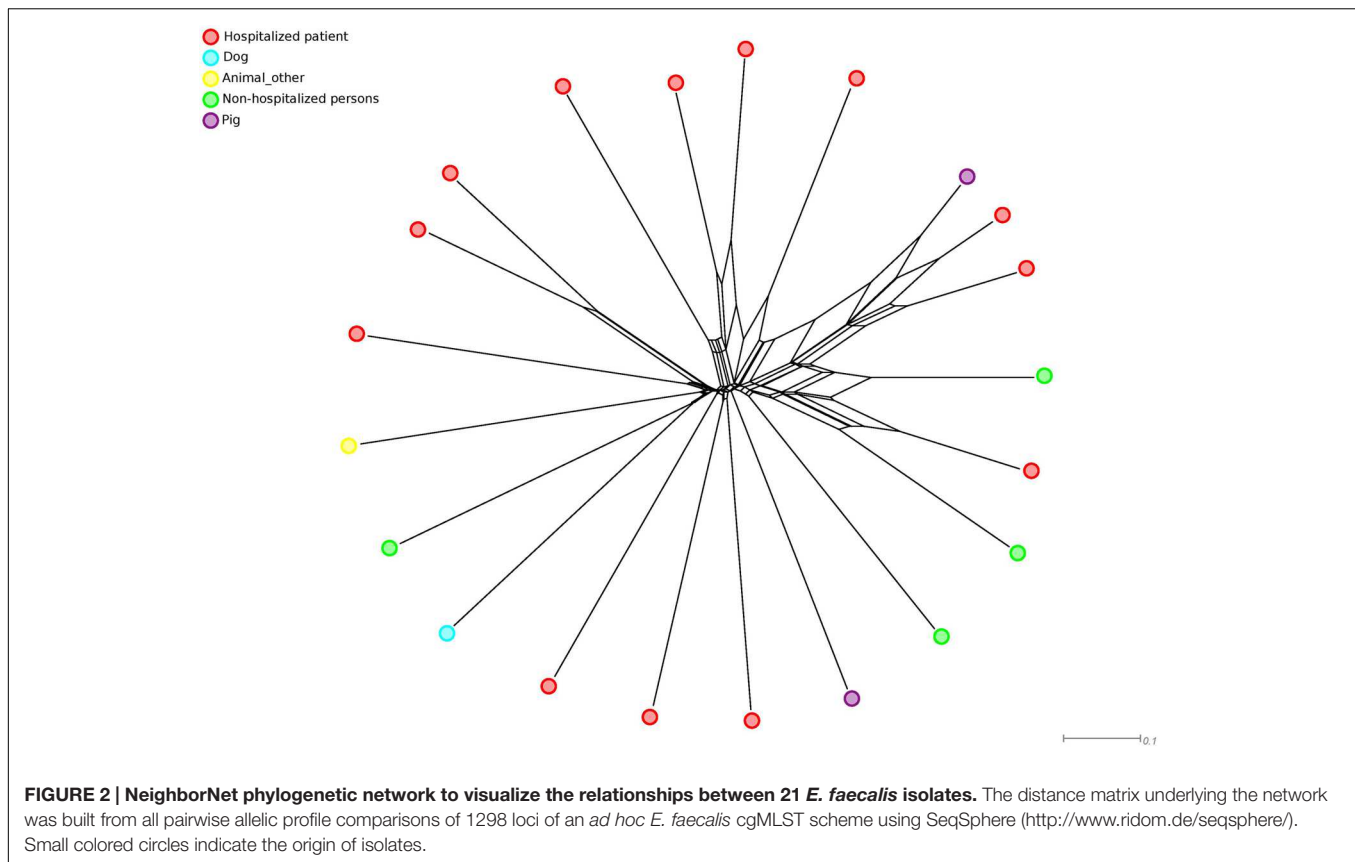 Hospitalized patient
Dog
Animal_other
Non-hospitalized persons
Pig
0.1
FIGURE 2 | NeighborNet phylogenetic network to visualize the relationships between 21 E. faecalis isolates. The distance matrix underlying the network
was built from all pairwise allelic profile comparisons of 1298 loci of an ad hoc E. faecalis cgMLST scheme using SeqSphere (http://www.ridom.de/seqsphere/).
Small colored circles indicate the origin of isolates.